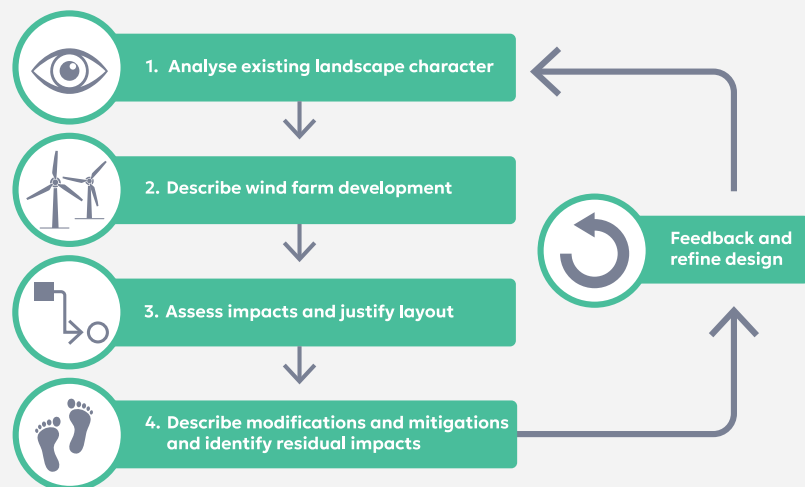 1. Analyse existing landscape character
2. Describe wind farm development
3. Assess impacts and justify layout
4. Describe modifications and mitigations
and identify residual impacts
Feedback and
refine design